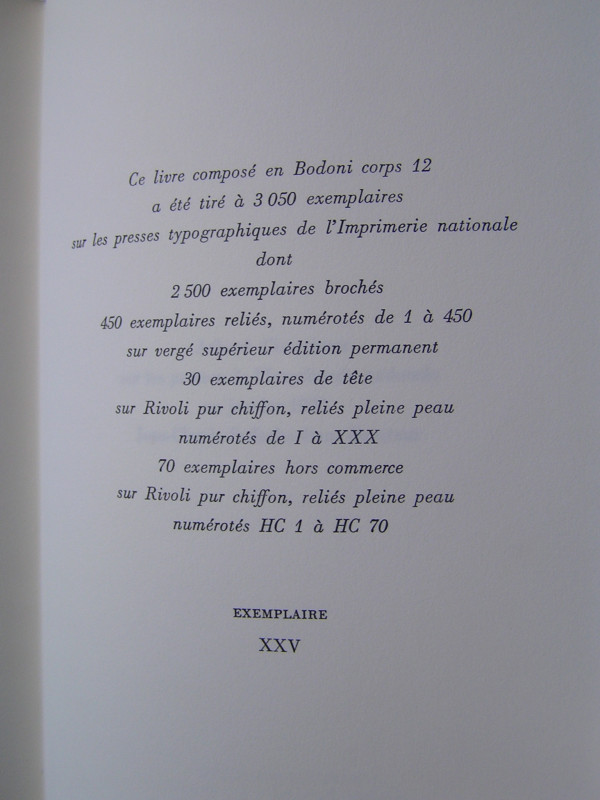 Ce livre composé en Bodoni corps 12
a été tiré à 3 050 exemplaires
sur les presses typographiques de l'Imprimerie nationale
dont
2 500 exemplaires brochés
450 exemplaires reliés, numérotés de 1 à 450
sur vergé supérieur édition permanent
30 exemplaires de tête
sur Rivoli pur chiffon, reliés pleine peau
numérotés de I à XXX
70 exemplaires hors commerce
sur Rivoli pur chiffon, reliés pleine peau
numérotés HC 1 à HC 70
EXEMPLAIRE
XXV